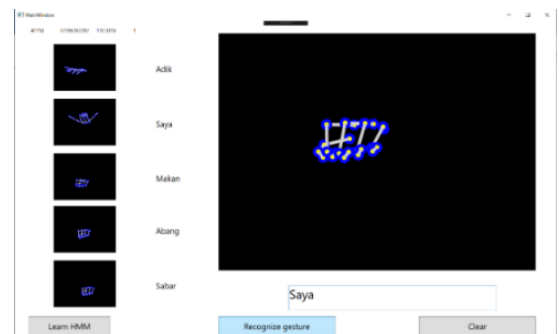 MainWindow
Adik
Saya
Makan
Abang
Sabar
Saya
Learn HMM
Recognize gesture
Clear